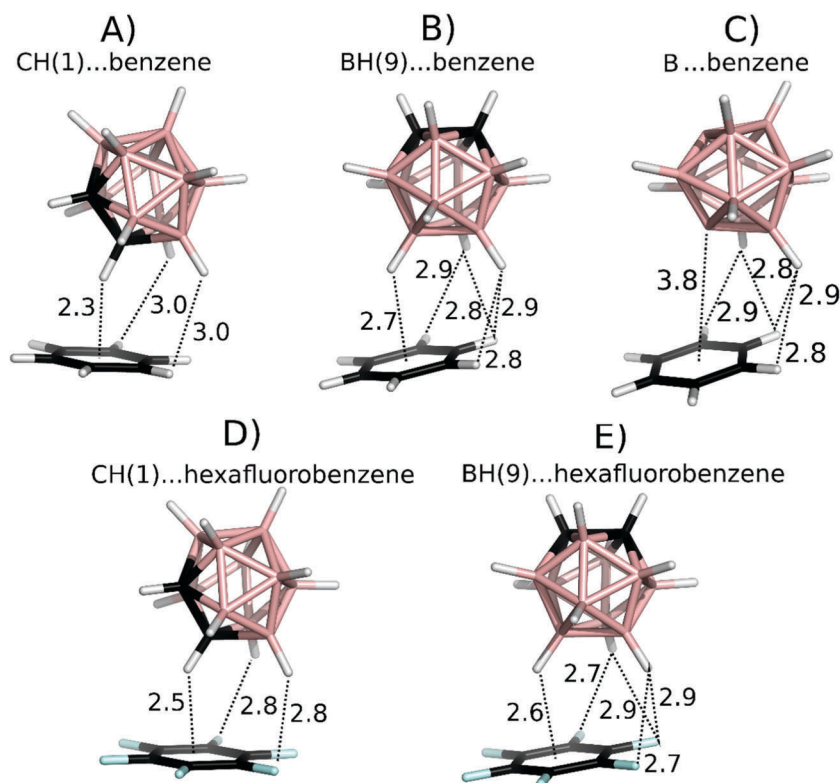 A)
CH(1)...benzene
2.3
3.0
3.0
B)
BH(9)...benzene
2.9
2.7
2.8
2.9
2.8
C)
B...benzene
3.8
2.8
2.9
2.9
2.8
D)
CH(1)...hexafluorobenzene
2.5
2.8
2.8
E)
BH(9)...hexafluorobenzene
2.7
2.6
2.9
2.9
2.7